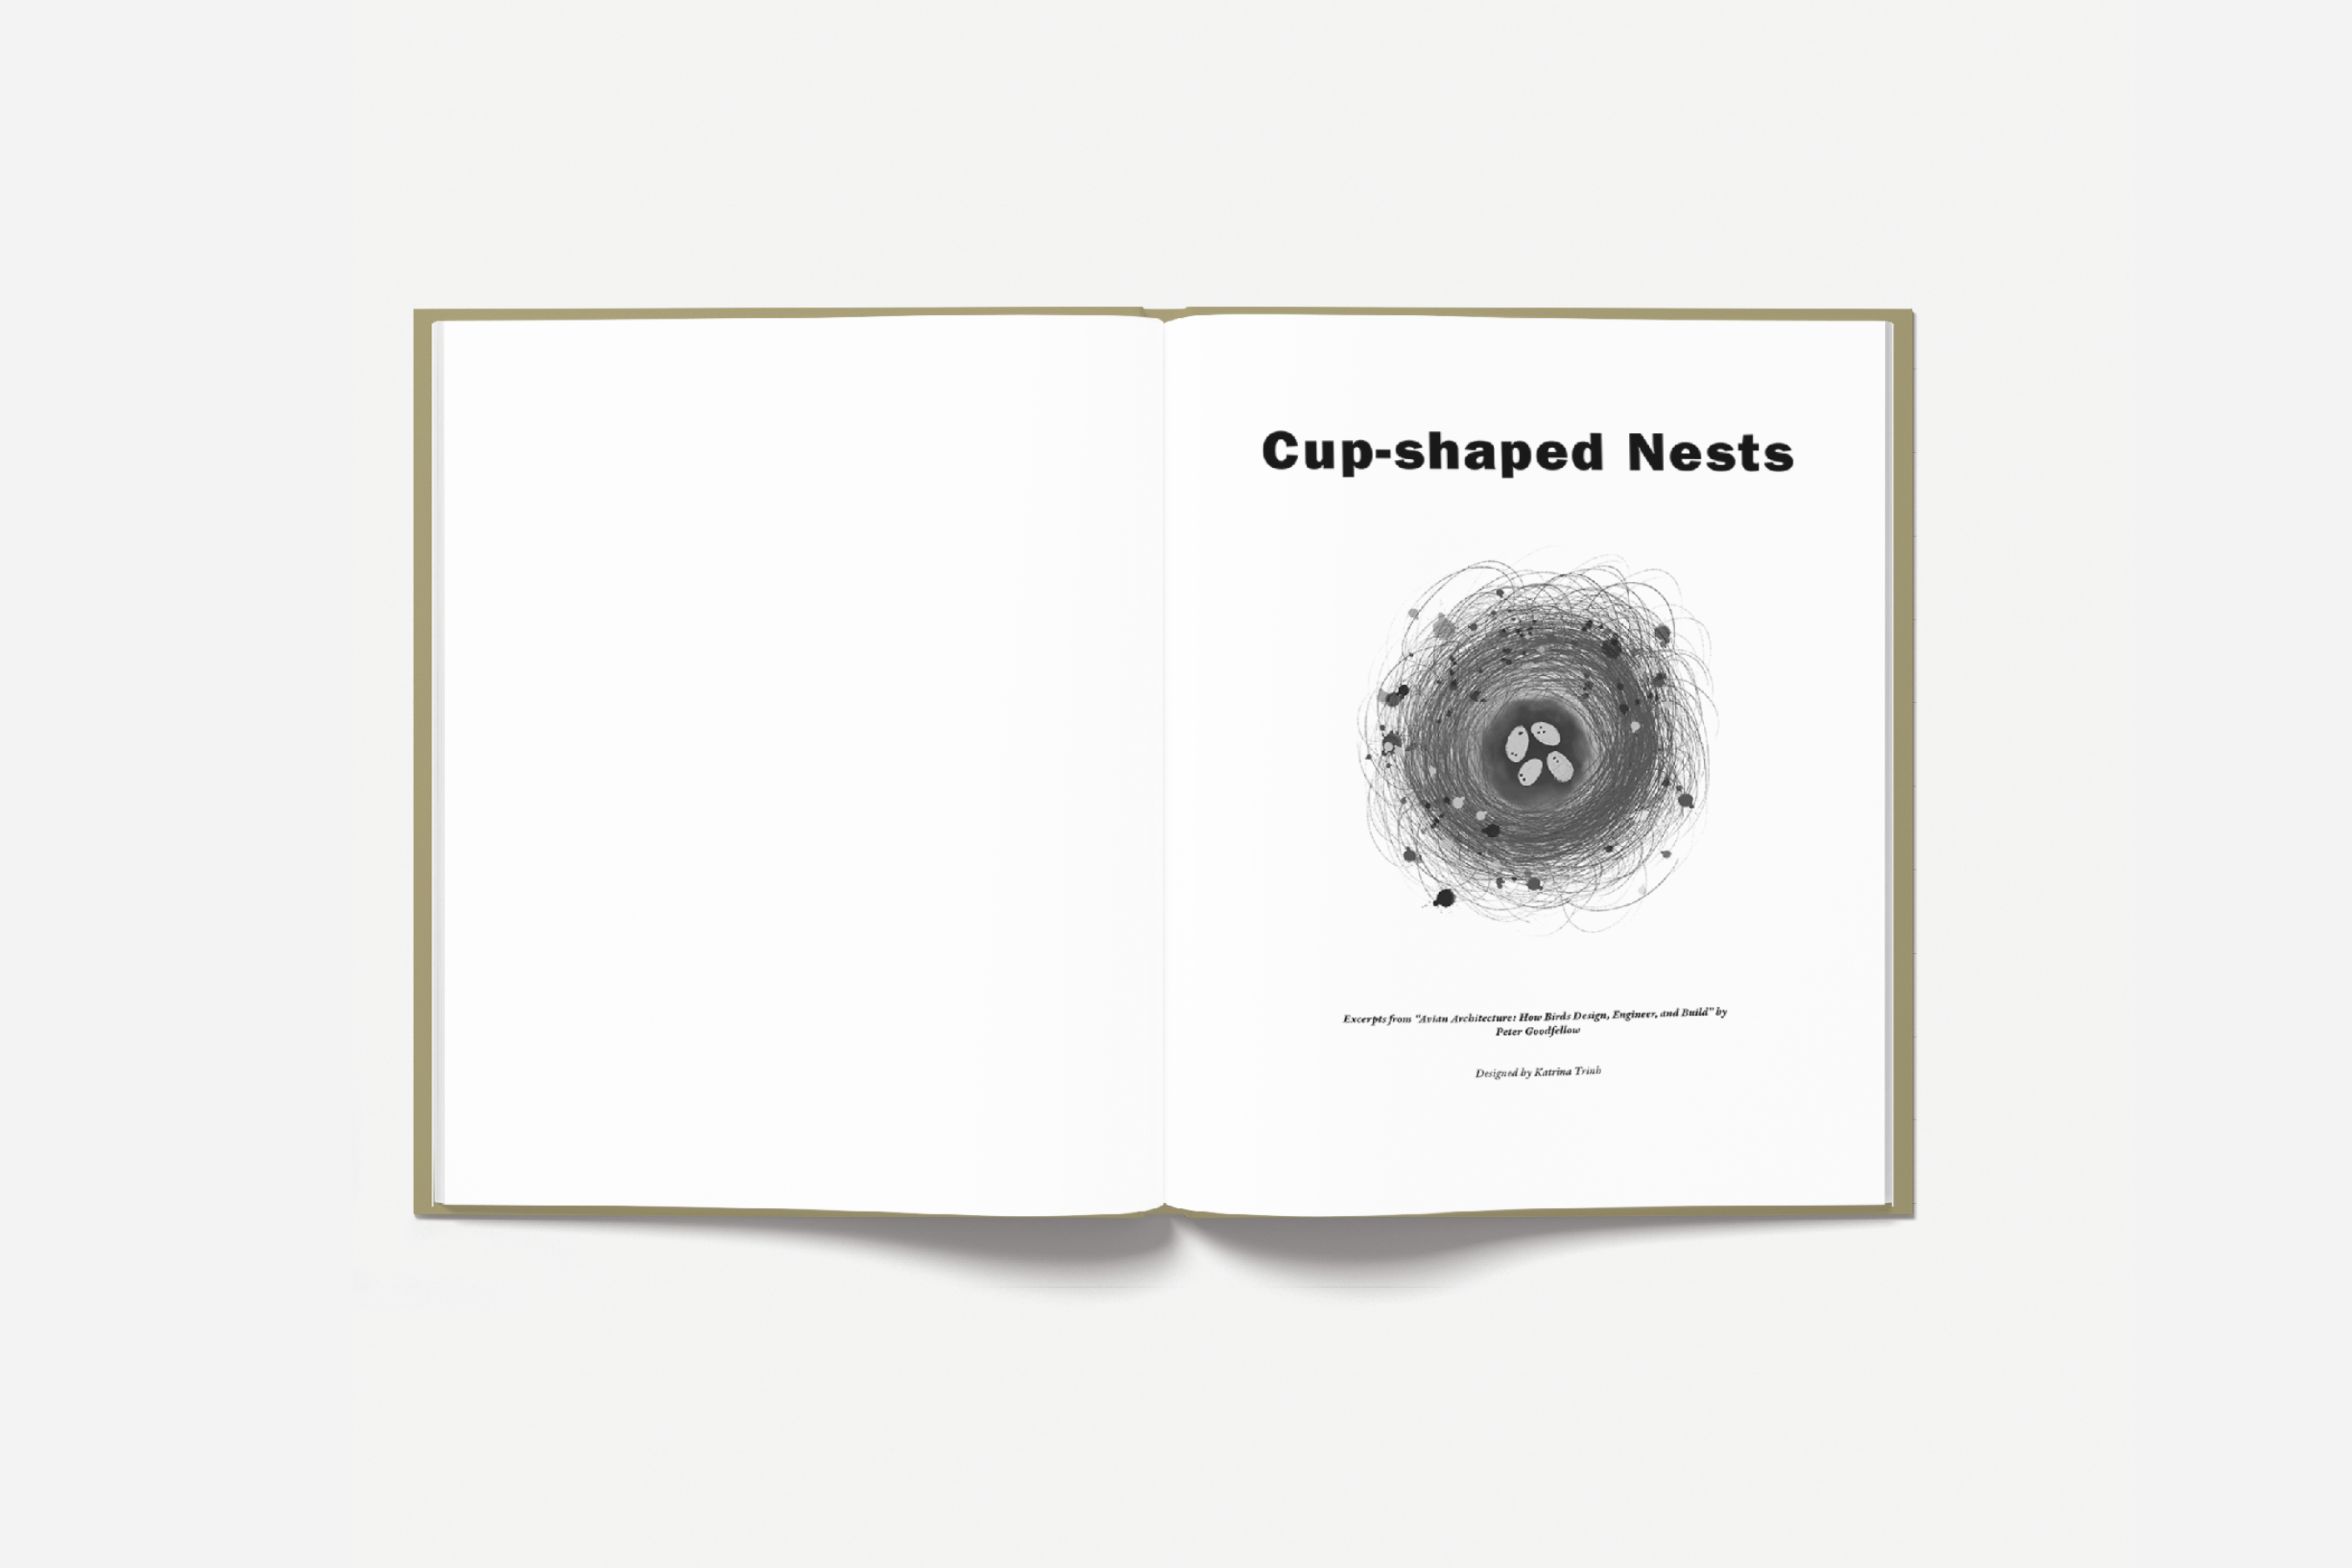 Cup-shaped Nests
Excerpts from "Avian Architecture: How Birds Design, Engineer, and Build" by
Peter Goodfellow
Designed by Katrina Trinh